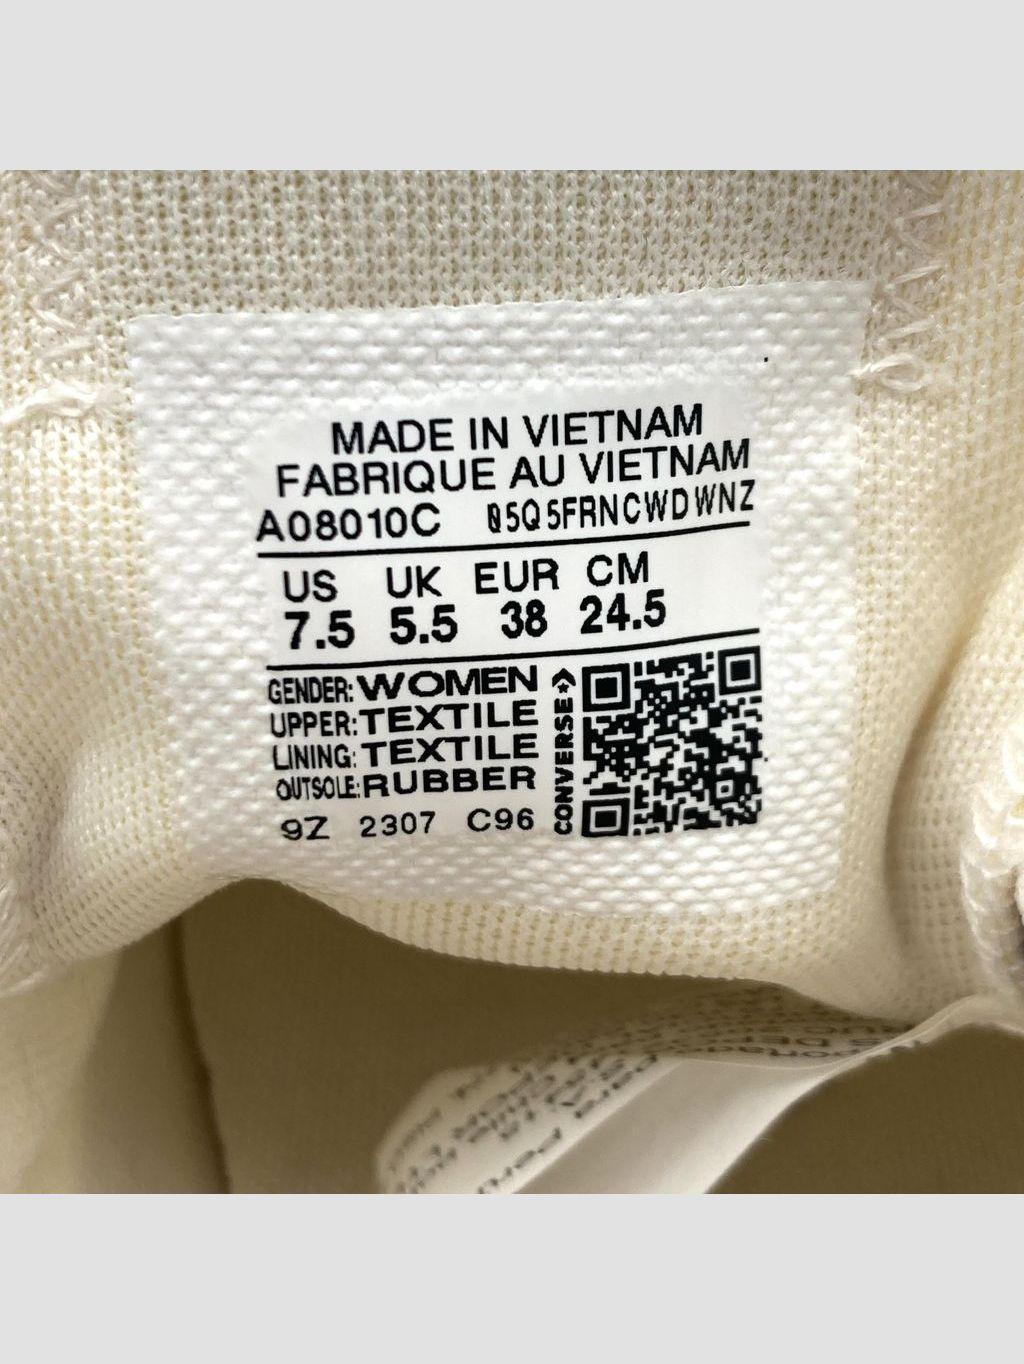 MADE IN VIETNAM
FABRIQUE AU VIETNAM
A08010C
US UK EUR CM
7.5 5.5 38 24.5
GENDER: WOMEN
UPPER: TEXTILE
LINING: TEXTILE
OUTSOLE: RUBBER
9Z 2307 C96
CONVERSE